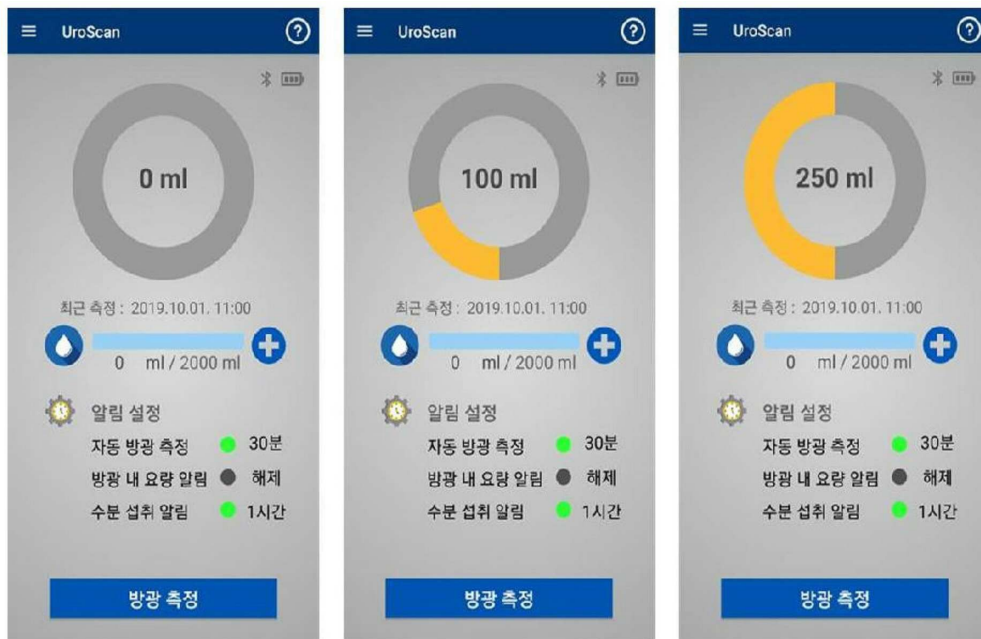 UroScan ?
0 ml
최근 측정 : 2019.10.01. 11:00
0 ml / 2000 ml
알림 설정
자동 방광 측정 30분
방광 내 요량 알림 해제
수분 섭취 알림 1시간
방광 측정
UroScan ?
100 ml
최근 측정 : 2019.10.01. 11:00
0 ml / 2000 ml
알림 설정
자동 방광 측정 30분
방광 내 요량 알림 해제
수분 섭취 알림 1시간
방광 측정
UroScan ?
250 ml
최근 측정 : 2019.10.01. 11:00
0 ml / 2000 ml
알림 설정
자동 방광 측정 30분
방광 내 요량 알림 해제
수분 섭취 알림 1시간
방광 측정